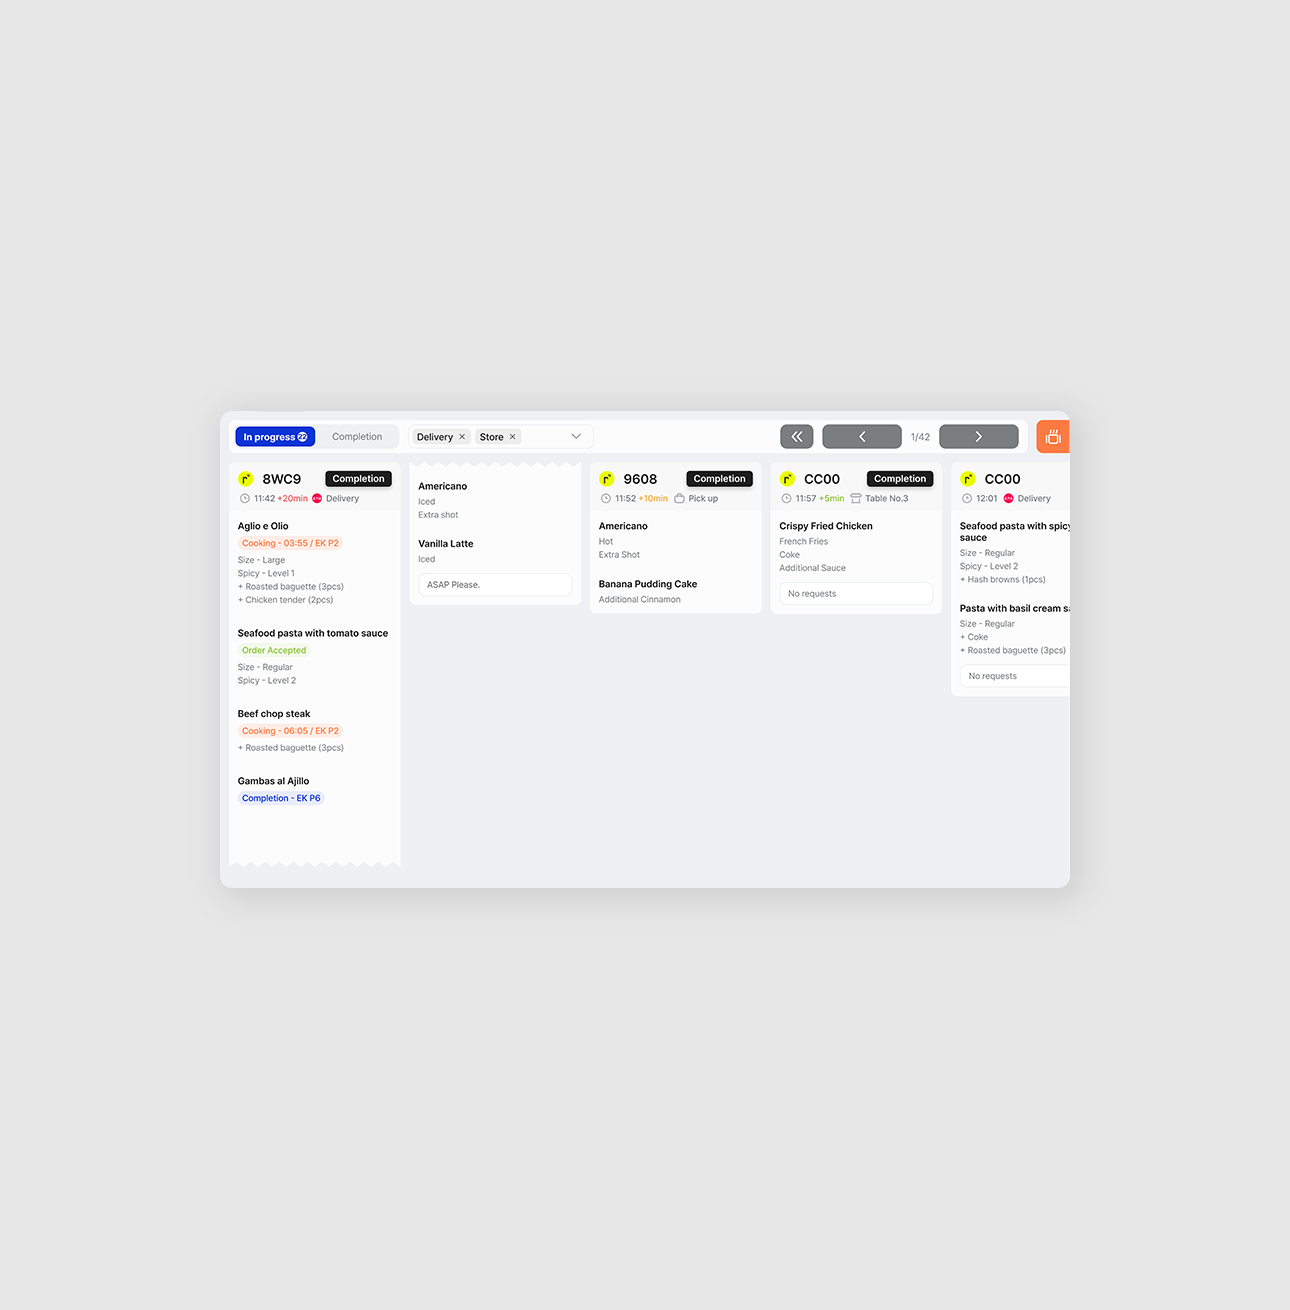 In progress 22
Completion
Delivery
Store
1/42
8WC9
Completion
11:42 +20min
Delivery
Aglio e Olio
Cooking - 03:55 / EK P2
Size - Large
Spicy - Level 1
+ Roasted baguette (3pcs)
+ Chicken tender (2pcs)
Seafood pasta with tomato sauce
Order Accepted
Size - Regular
Spicy - Level 2
Beef chop steak
Cooking - 06:05 / EK P2
+ Roasted baguette (3pcs)
Gambas al Ajillo
Completion - EK P6
Americano
Iced
Extra shot
Vanilla Latte
Iced
ASAP Please.
9608
Completion
11:52 +10min
Pick up
Americano
Hot
Extra Shot
Banana Pudding Cake
Additional Cinnamon
CC00
Completion
11:57 +5min
Table No.3
Crispy Fried Chicken
French Fries
Coke
Additional Sauce
No requests
CC00
12:01
Delivery
Seafood pasta with spicy
sauce
Size - Regular
Spicy - Level 2
+ Hash browns (1pcs)
Pasta with basil cream sa
Size - Regular
+ Coke
+ Roasted baguette (3pcs)
No requests